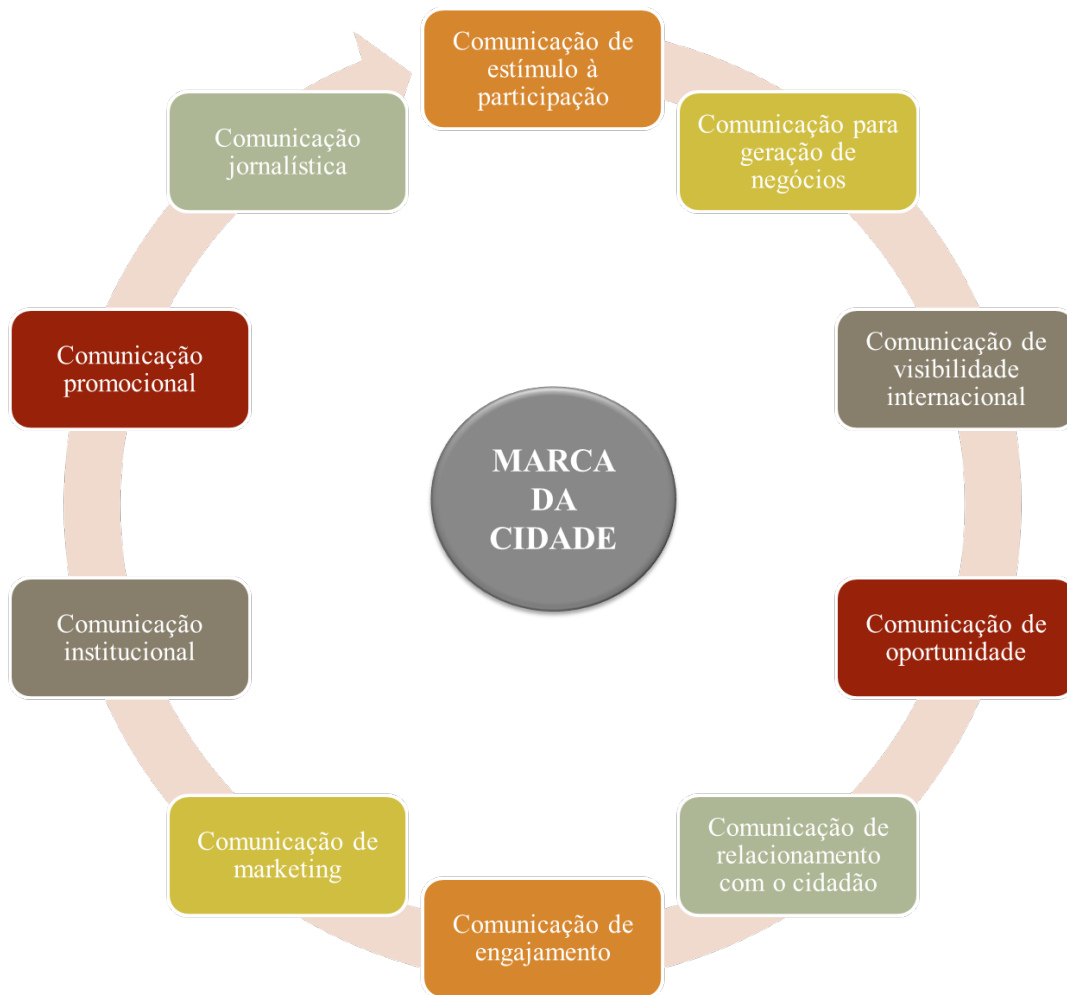 Comunicação de
estímulo à
participação
Comunicação para
geração de
negócios
Comunicação de
visibilidade
internacional
Comunicação de
oportunidade
Comunicação de
relacionamento
com o cidadão
Comunicação de
engajamento
Comunicação de
marketing
Comunicação
institucional
Comunicação
promocional
Comunicação
jornalística
MARCA
DA
CIDADE